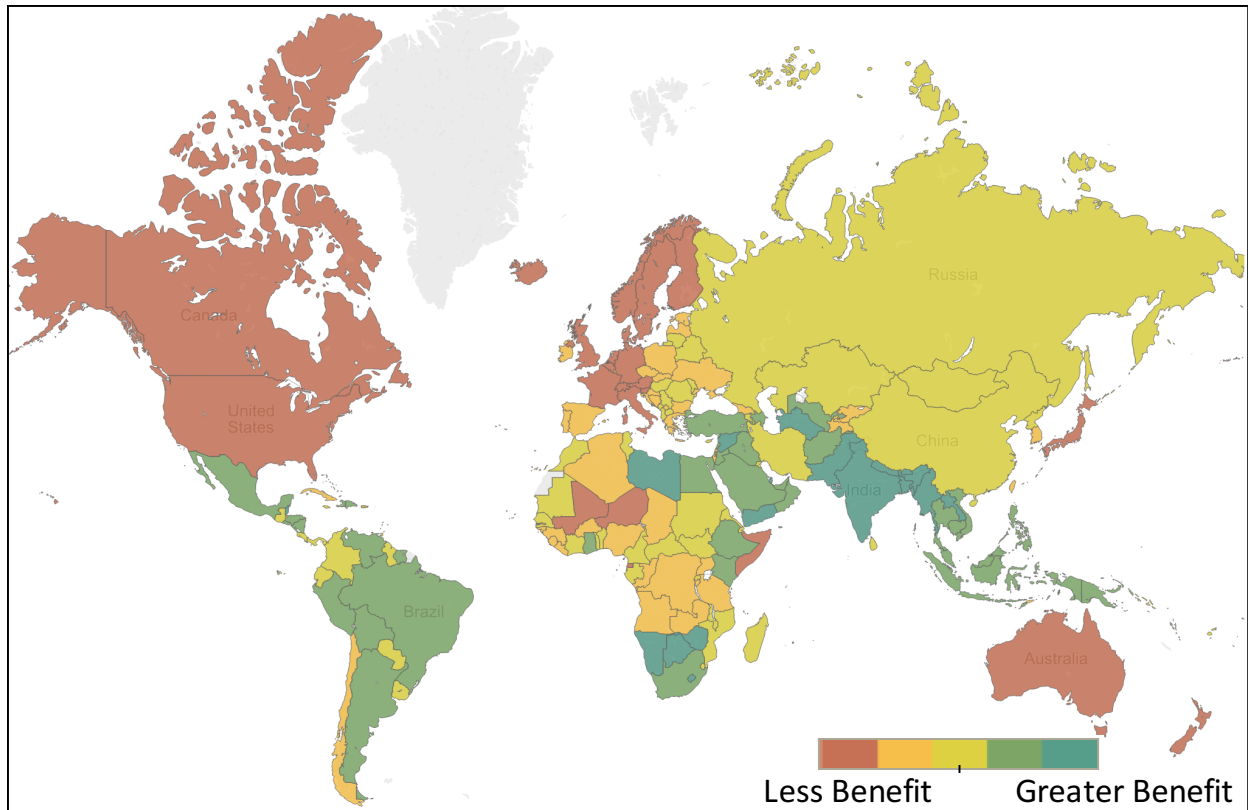 Russia
Canada
United
States
China
India
Brazil
Australia
Less Benefit
Greater Benefit